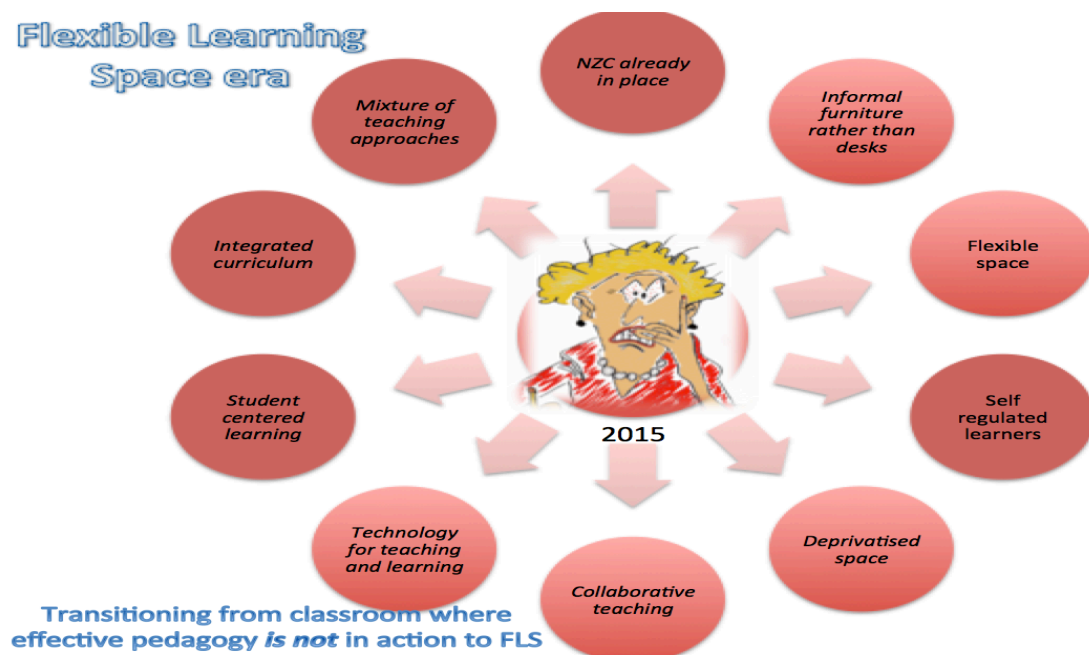 Flexible Learning
Space era
NZC already
in place
Informal
furniture
rather than
desks
Flexible
space
Self
regulated
learners
Deprivatised
space
Collaborative
teaching
Technology
for teaching
and learning
Student
centered
learning
Integrated
curriculum
Mixture of
teaching
approaches
2015
Transitioning from classroom where
effective pedagogy is not in action to FLS